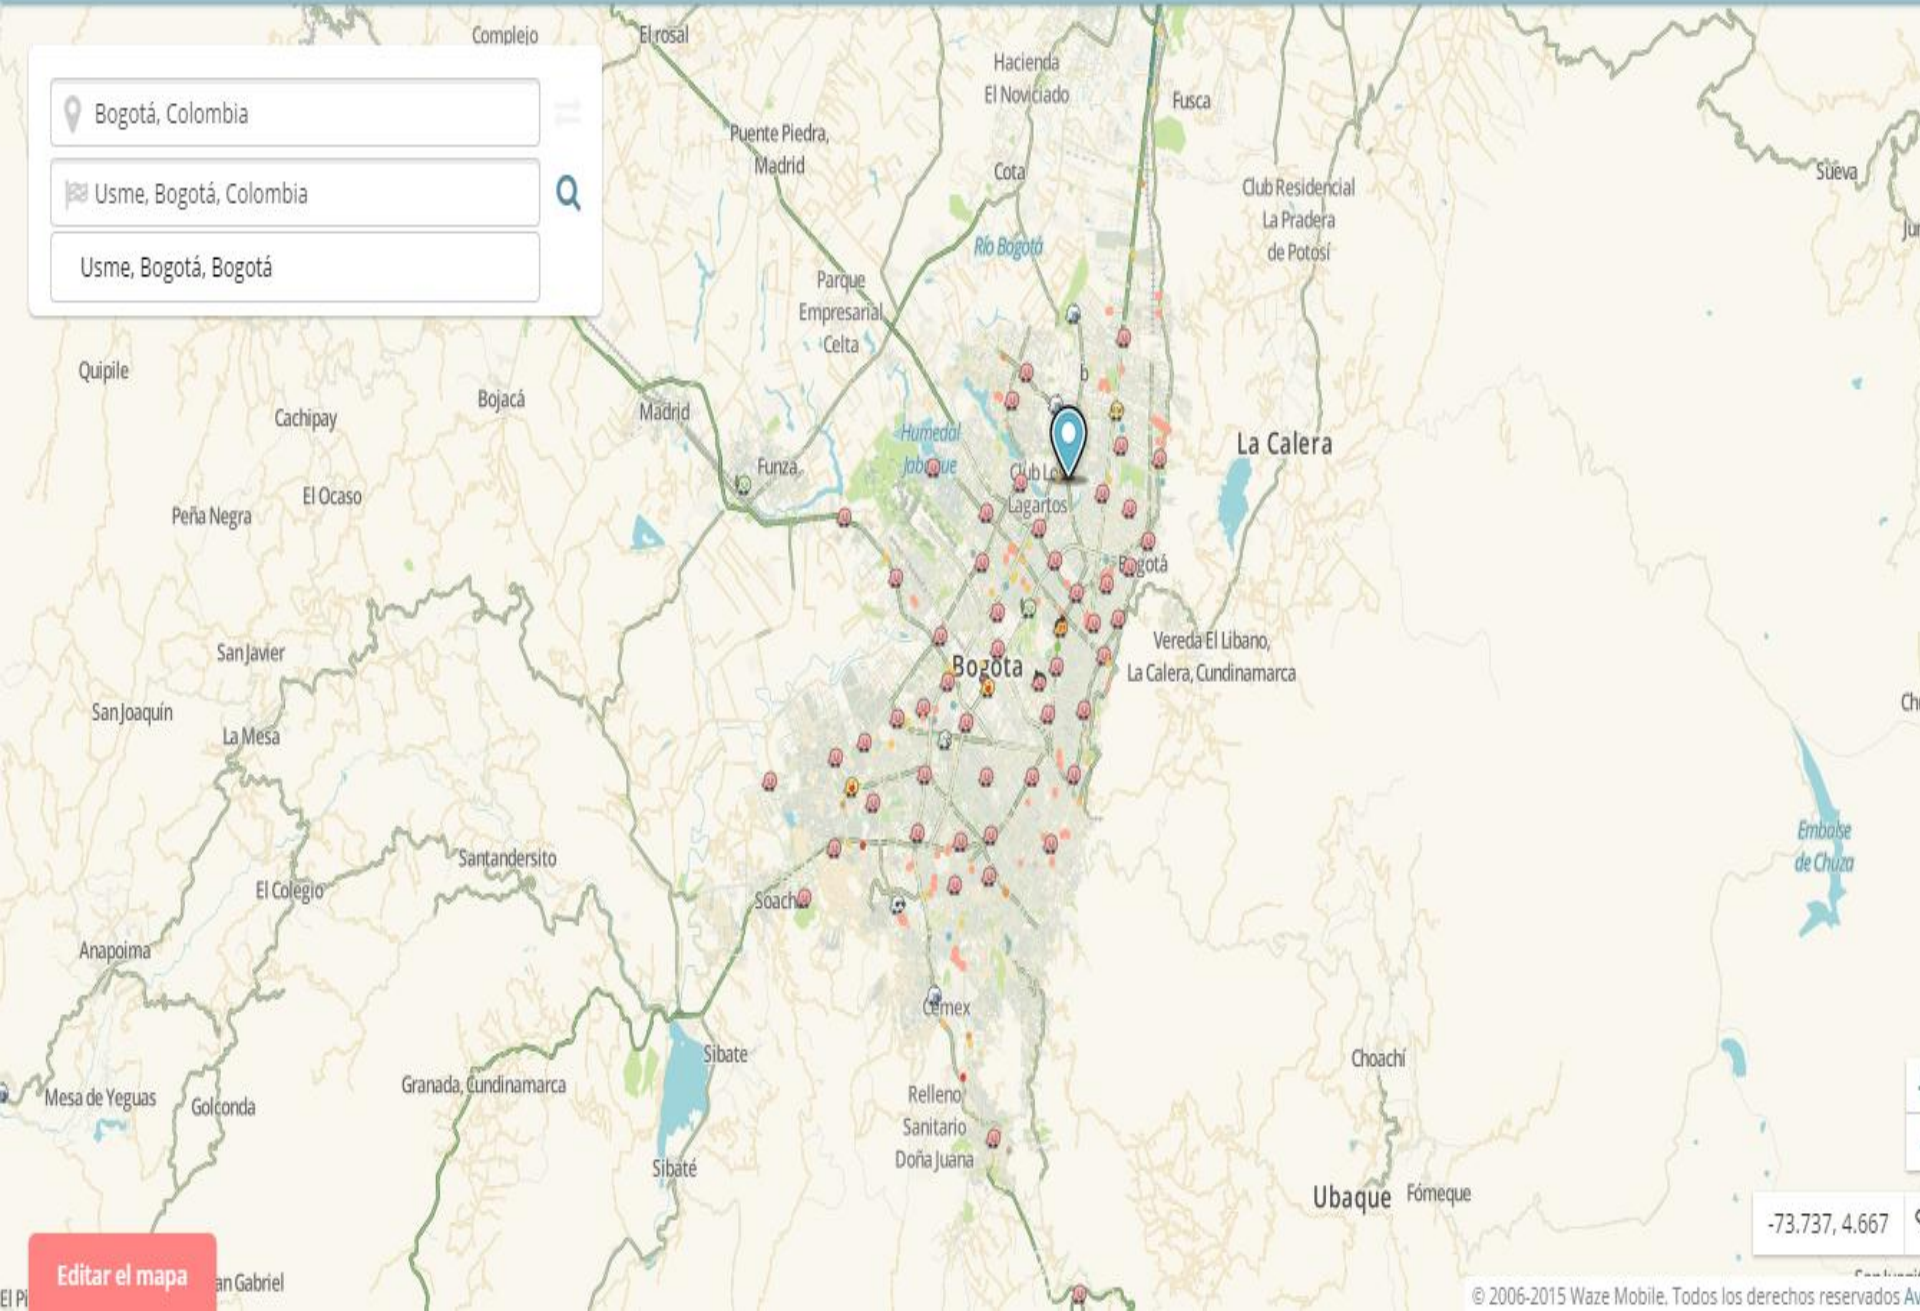 Complejo
El rosal
Bogotá, Colombia
Usme, Bogotá, Colombia
Usme, Bogotá, Bogotá
Hacienda
El Noviciado
Fusca
Puente Piedra,
Madrid
Cota
Club Residencial
La Pradera
de Potosí
Sueva
Río Bogotá
Parque
Empresarial
Celta
Quipile
Cachipay
Bojacá
Madrid
b
Humedal
La Calera
Funza
Club
Lagartos
El Ocaso
Peña Negra
Bogotá
San Javier
Vereda El Libano,
La Calera, Cundinamarca
Bogota
San Joaquín
La Mesa
Embalse
de Chuza
Santandersito
El Colegio
Anapoima
Cemex
Sibate
Choachí
Mesa de Yeguas
Golconda
Granada, Cundinamarca
Relleno
Sanitario
Doña Juana
Sibaté
Ubaque
Fómeque
-73.737, 4.667
Editar el mapa
an Gabriel
El Pi
© 2006-2015 Waze Mobile. Todos los derechos reservados Av